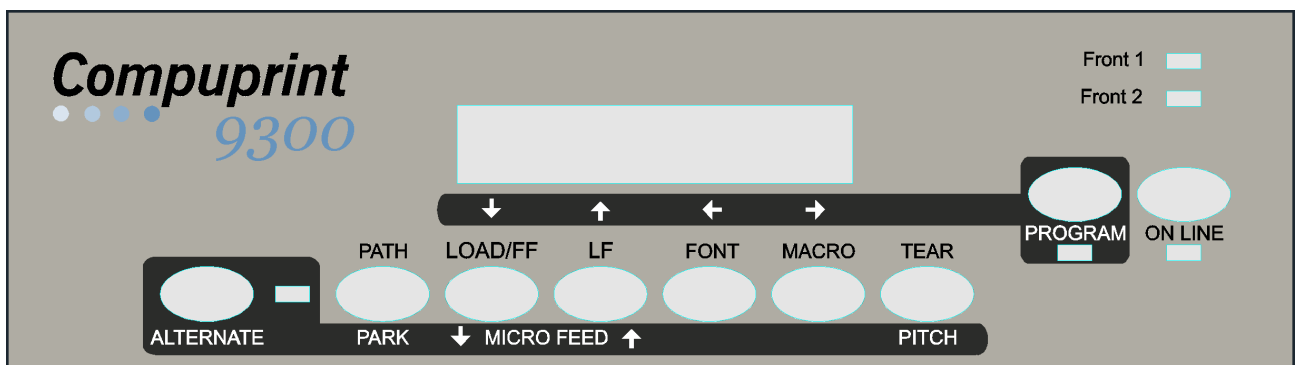 Compuprint
9300
Front 1
Front 2
↓ ↑ ← →
PROGRAM ON LINE
PATH LOAD/FF LF FONT MACRO TEAR
ALTERNATE PARK ↓ MICRO FEED ↑ PITCH